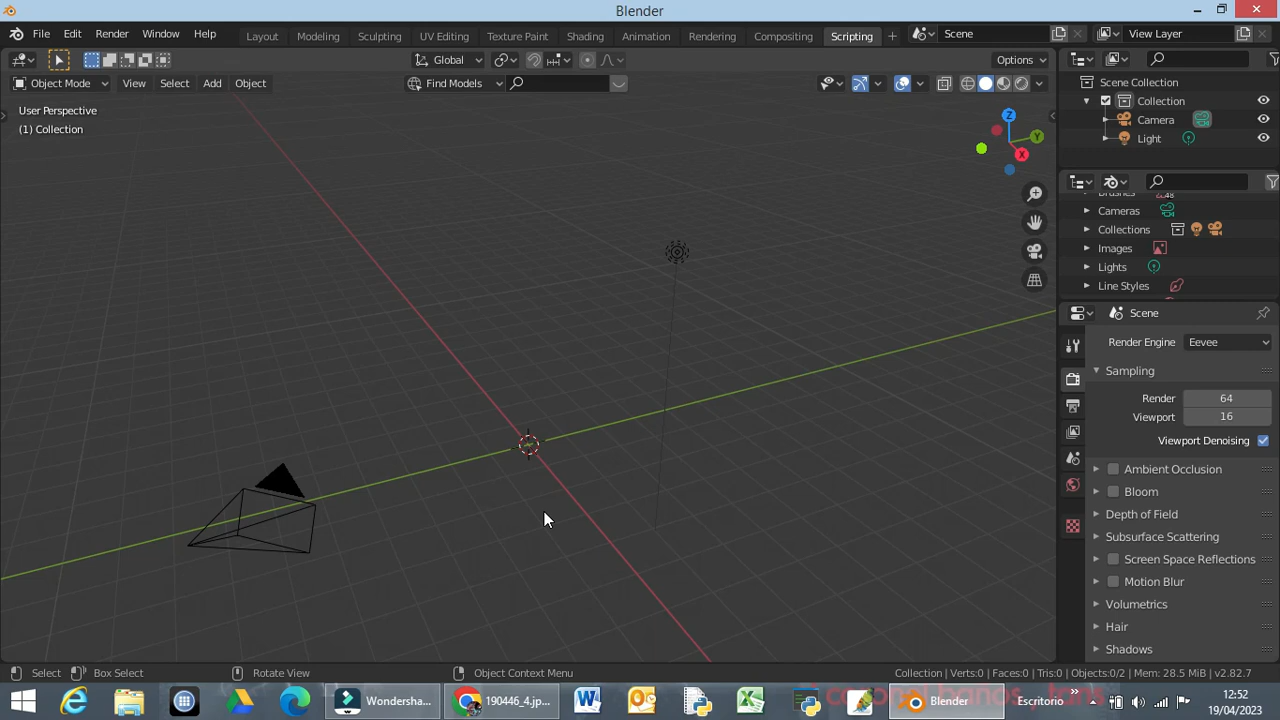 Blender
File Edit Render Window Help Layout Modeling Sculpting UV Editing Texture Paint Shading Animation Rendering Compositing Scripting + Scene View Layer
Global Options
Object Mode View Select Add Object Find Models
User Perspective
(1) Collection
Z
Y
X
Scene Collection
Collection
Camera
Light
Brushes 48
Cameras
Collections
Images
Lights
Line Styles
Scene
Render Engine Eevee
Sampling
Render 64
Viewport 16
Viewport Denoising
Ambient Occlusion
Bloom
Depth of Field
Subsurface Scattering
Screen Space Reflections
Motion Blur
Volumetrics
Hair
Shadows
Select Box Select Rotate View Object Context Menu Collection | Verts:0 | Faces:0 | Tris:0 | Objects:0/2 | Mem: 28.5 MiB | v2.82.7
Wondersha... 190446_4.jp... Blender Escritorio » 12:52
19/04/2023